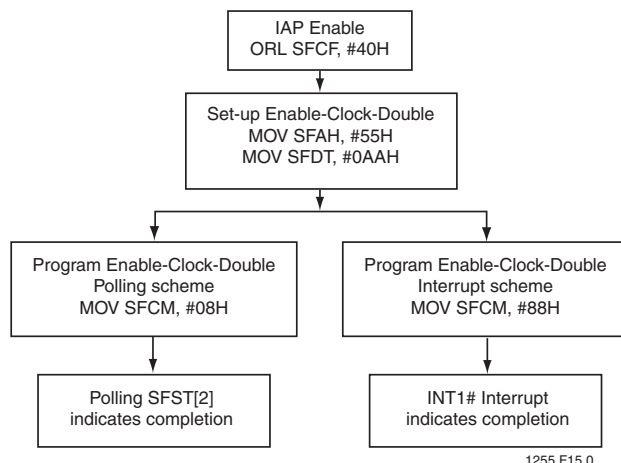 IAP Enable
ORL SFCF, #40H
Set-up Enable-Clock-Double
MOV SFAH, #55H
MOV SFDT, #0AAH
Program Enable-Clock-Double
Polling scheme
MOV SFCM, #08H
Program Enable-Clock-Double
Interrupt scheme
MOV SFCM, #88H
Polling SFST[2]
indicates completion
INT1# Interrupt
indicates completion
1255 F15.0